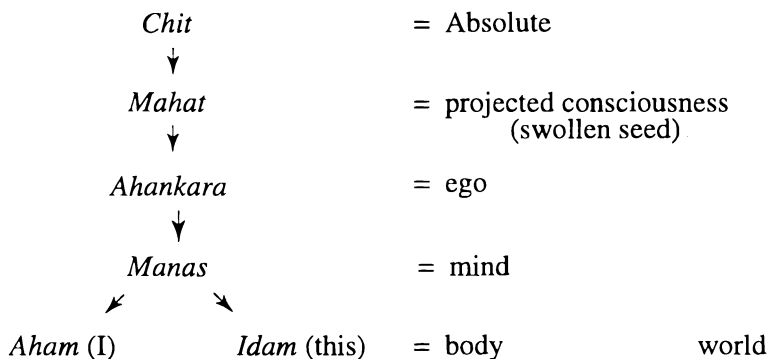 Chit = Absolute
Mahat = projected consciousness
(swollen seed)
Ahankara = ego
Manas = mind
Aham (I) Idam (this) = body world